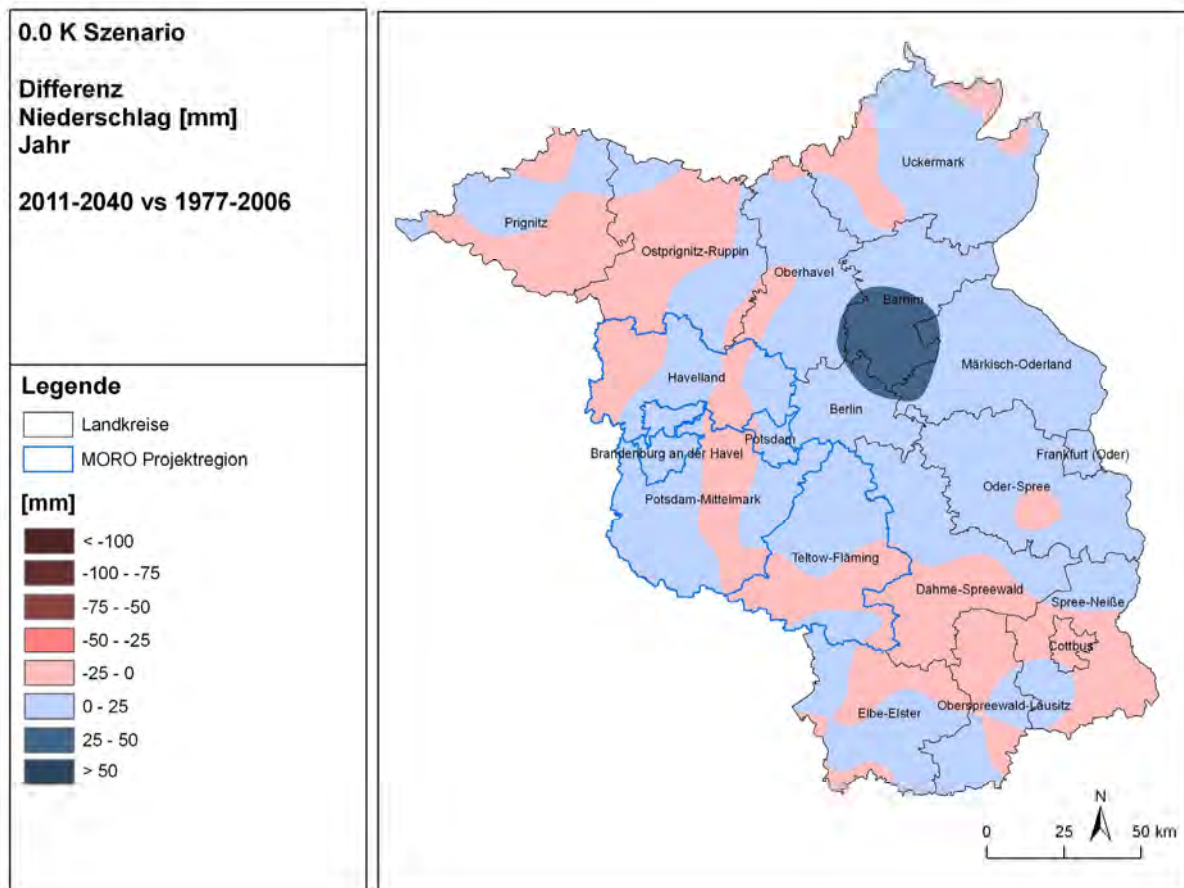 0.0 K Szenario
Differenz
Niederschlag [mm]
Jahr
2011-2040 vs 1977-2006
Legende
Landkreise
MORO Projektregion
[mm]
< -100
-100 - -75
-75 - -50
-50 - -25
-25 - 0
0 - 25
25 - 50
> 50
Uckermark
Prignitz
Ostprignitz-Ruppin
Oberhavel
Barnim
Märkisch-Oderland
Havelland
Berlin
Potsdam
Brandenburg an der Havel
Frankfurt (Oder)
Oder-Spree
Potsdam-Mittelmark
Teltow-Fläming
Dahme-Spreewald
Spree-Neiße
Cottbus
Elbe-Elster
Oberspreewald-Lausitz
N
0 25 50 km